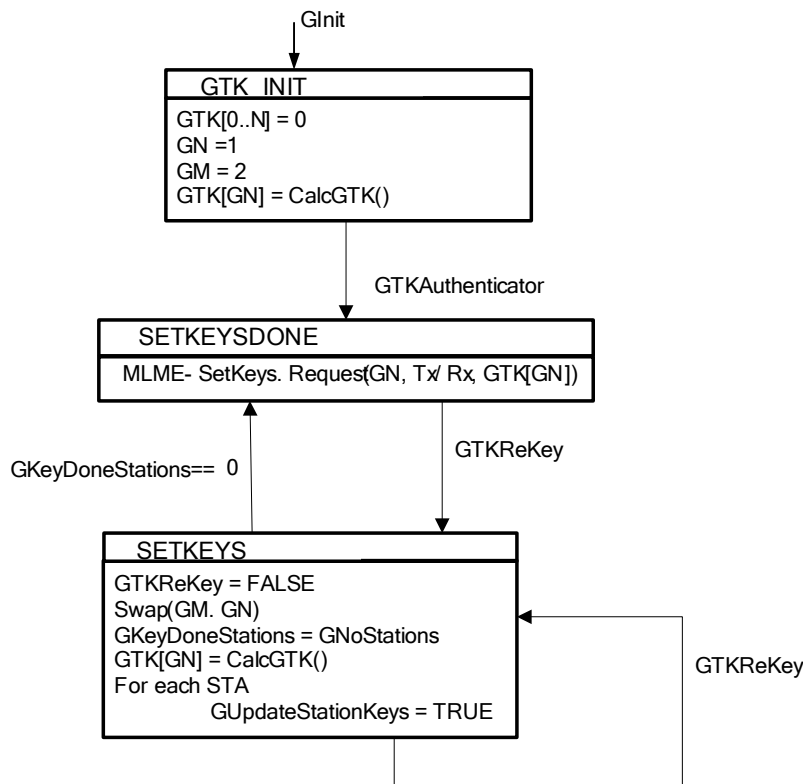 GInit
GTK INIT
GTK[0..N] = 0
GN =1
GM = 2
GTK[GN] = CalcGTK()
GTKAuthenticator
SETKEYSDONE
MLME- SetKeys. Request(GN, Tx/ Rx, GTK[GN])
GTKReKey
GKeyDoneStations== 0
SETKEYS
GTKReKey = FALSE
Swap(GM. GN)
GKeyDoneStations = GNoStations
GTK[GN] = CalcGTK()
For each STA
GUpdateStationKeys = TRUE
GTKReKey